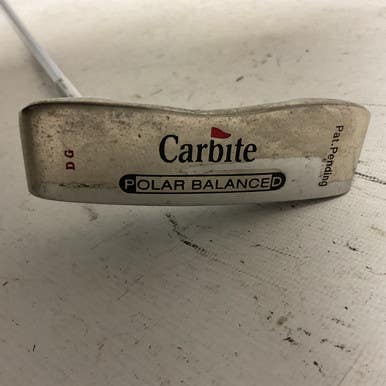 DG
Carbite
POLAR BALANCED
Pat. Pending